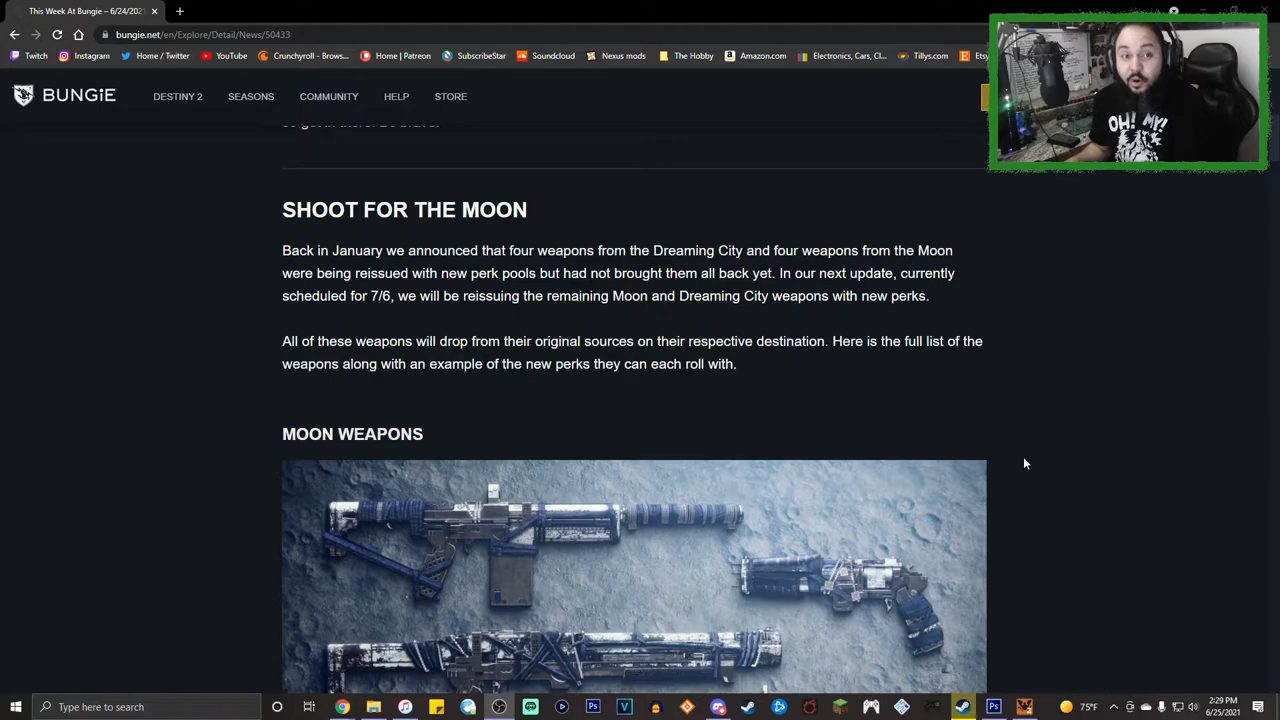 This Week At Bungie – 6/24/2021
bungie.net/en/Explore/Detail/News/50433
Twitch Instagram Home / Twitter YouTube Crunchyroll - Brows... Home | Patreon SubscribeStar Soundcloud Nexus mods The Hobby Amazon.com Electronics, Cars, Cl... Tillys.com
BUNGiE DESTINY 2 SEASONS COMMUNITY HELP STORE
OH! MY!
SHOOT FOR THE MOON
Back in January we announced that four weapons from the Dreaming City and four weapons from the Moon
were being reissued with new perk pools but had not brought them all back yet. In our next update, currently
scheduled for 7/6, we will be reissuing the remaining Moon and Dreaming City weapons with new perks.
All of these weapons will drop from their original sources on their respective destination. Here is the full list of the
weapons along with an example of the new perks they can each roll with.
MOON WEAPONS
Type here to search
75°F
2:29 PM
6/25/2021